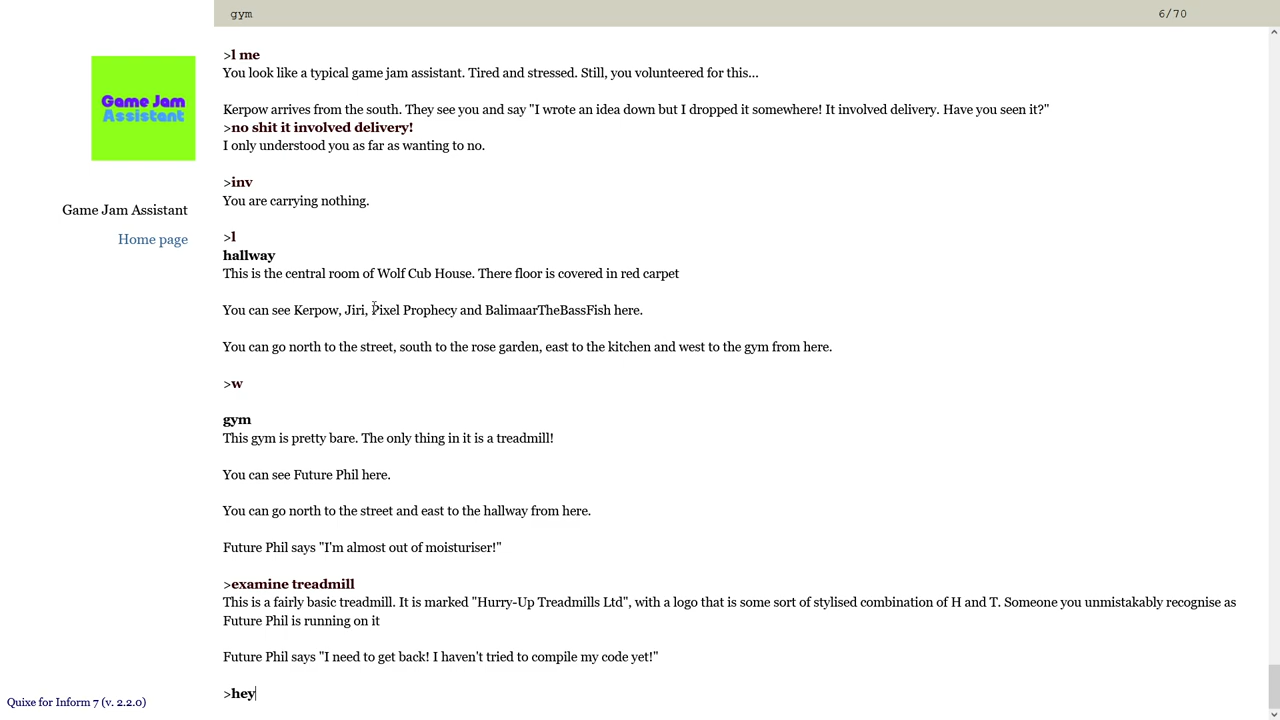 gym
6/70
>l me
You look like a typical game jam assistant. Tired and stressed. Still, you volunteered for this...
Kerpow arrives from the south. They see you and say "I wrote an idea down but I dropped it somewhere! It involved delivery. Have you seen it?"
>no shit it involved delivery!
I only understood you as far as wanting to no.
>inv
You are carrying nothing.
>l
hallway
This is the central room of Wolf Cub House. There floor is covered in red carpet
You can see Kerpow, Jiri, Pixel Prophecy and BalimaarTheBassFish here.
You can go north to the street, south to the rose garden, east to the kitchen and west to the gym from here.
>w
gym
This gym is pretty bare. The only thing in it is a treadmill!
You can see Future Phil here.
You can go north to the street and east to the hallway from here.
Future Phil says "I'm almost out of moisturiser!"
>examine treadmill
This is a fairly basic treadmill. It is marked "Hurry-Up Treadmills Ltd", with a logo that is some sort of stylised combination of H and T. Someone you unmistakably recognise as
Future Phil is running on it
Future Phil says "I need to get back! I haven't tried to compile my code yet!"
>hey
Game Jam
Assistant
Game Jam Assistant
Home page
Quixe for Inform 7 (v. 2.2.0)